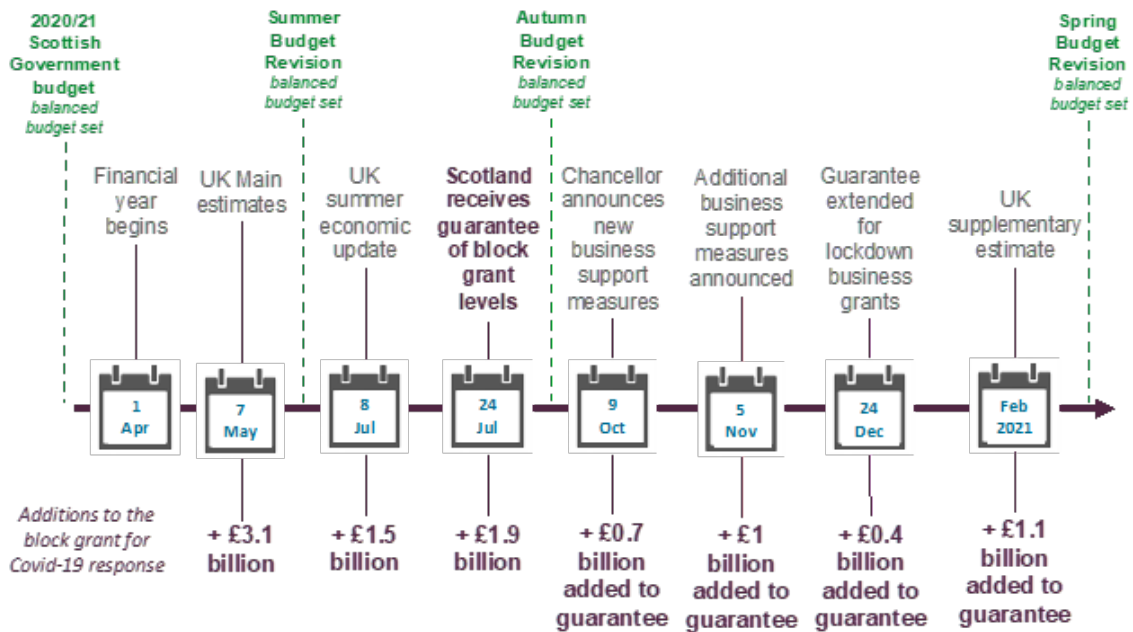 2020/21
Scottish
Government
budget
balanced
budget set
Summer
Budget
Revision
balanced
budget set
Autumn
Budget
Revision
balanced
budget set
Spring
Budget
Revision
balanced
budget set
Financial
year
begins
UK Main
estimates
UK
summer
economic
update
Scotland
receives
guarantee
of block
grant
levels
Chancellor
announces
new
business
support
measures
Additional
business
support
measures
announced
Guarantee
extended
for
lockdown
business
grants
UK
supplementary
estimate
1
Apr
7
May
8
Jul
24
Jul
9
Oct
5
Nov
24
Dec
Feb
2021
Additions to the
block grant for
Covid-19 response
+ £3.1
billion
+ £1.5
billion
+ £1.9
billion
+ £0.7
billion
added to
guarantee
+ £1
billion
added to
guarantee
+ £0.4
billion
added to
guarantee
+ £1.1
billion
added to
guarantee